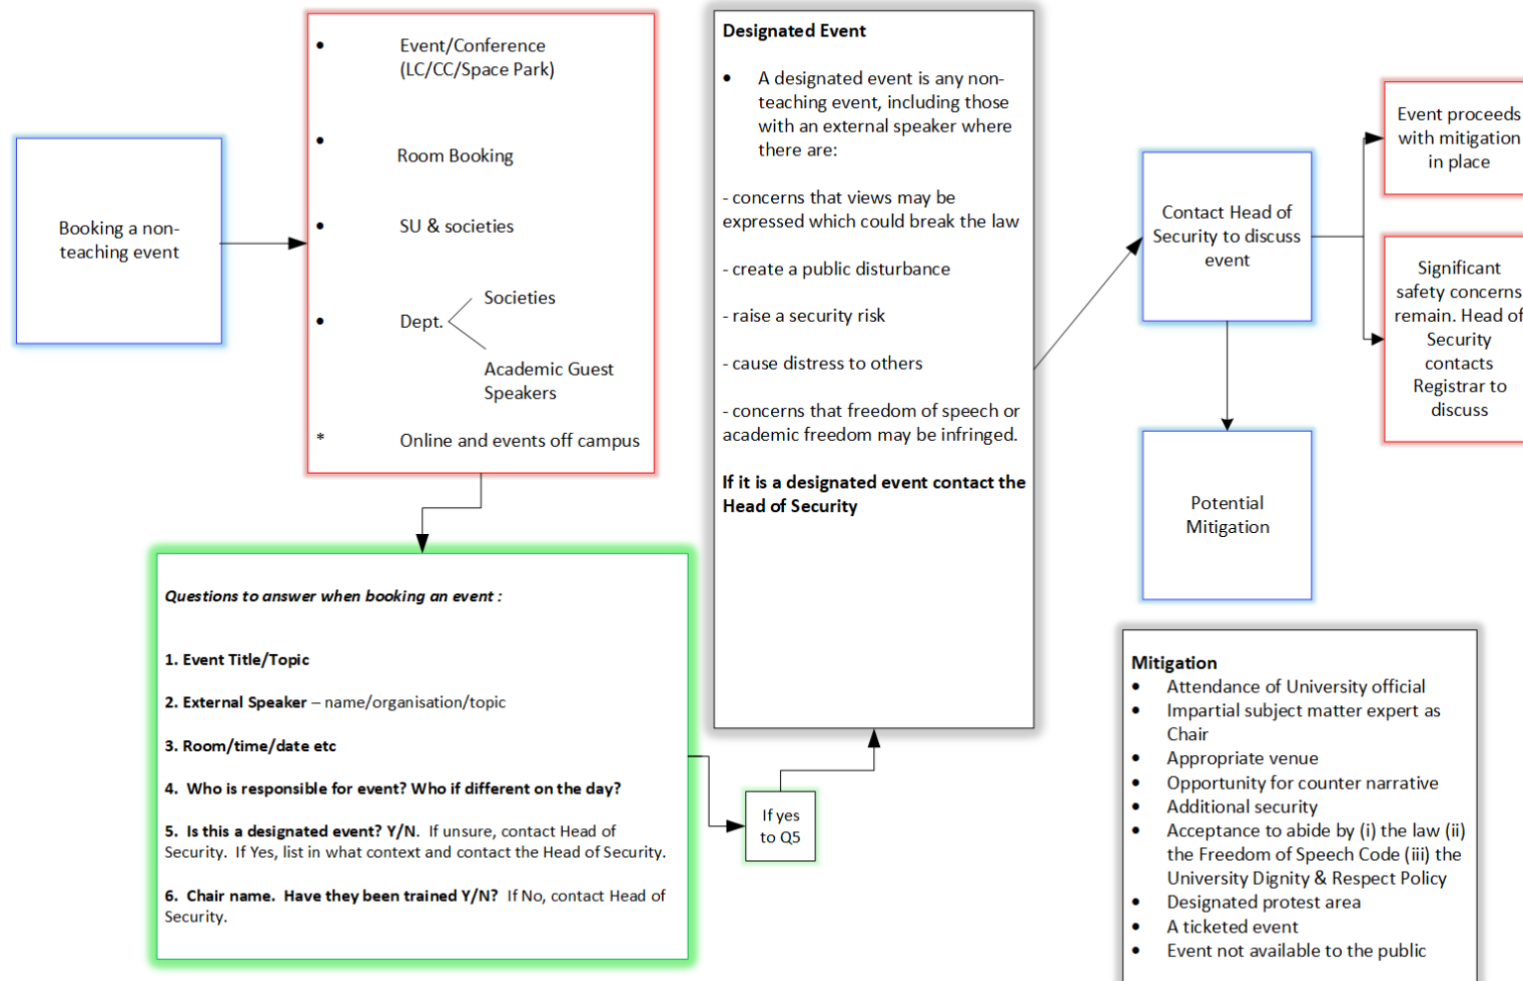 Booking a non-
teaching event
• Event/Conference
(LC/CC/Space Park)
• Room Booking
• SU & societies
• Dept.
Societies
Academic Guest
Speakers
* Online and events off campus
Questions to answer when booking an event :
1. Event Title/Topic
2. External Speaker – name/organisation/topic
3. Room/time/date etc
4. Who is responsible for event? Who if different on the day?
5. Is this a designated event? Y/N. If unsure, contact Head of
Security. If Yes, list in what context and contact the Head of Security.
6. Chair name. Have they been trained Y/N? If No, contact Head of
Security.
If yes
to Q5
Designated Event
• A designated event is any non-
teaching event, including those
with an external speaker where
there are:
- concerns that views may be
expressed which could break the law
- create a public disturbance
- raise a security risk
- cause distress to others
- concerns that freedom of speech or
academic freedom may be infringed.
If it is a designated event contact the
Head of Security
Contact Head of
Security to discuss
event
Event proceeds
with mitigation
in place
Significant
safety concerns
remain. Head of
Security
contacts
Registrar to
discuss
Potential
Mitigation
Mitigation
• Attendance of University official
• Impartial subject matter expert as
Chair
• Appropriate venue
• Opportunity for counter narrative
• Additional security
• Acceptance to abide by (i) the law (ii)
the Freedom of Speech Code (iii) the
University Dignity & Respect Policy
• Designated protest area
• A ticketed event
• Event not available to the public